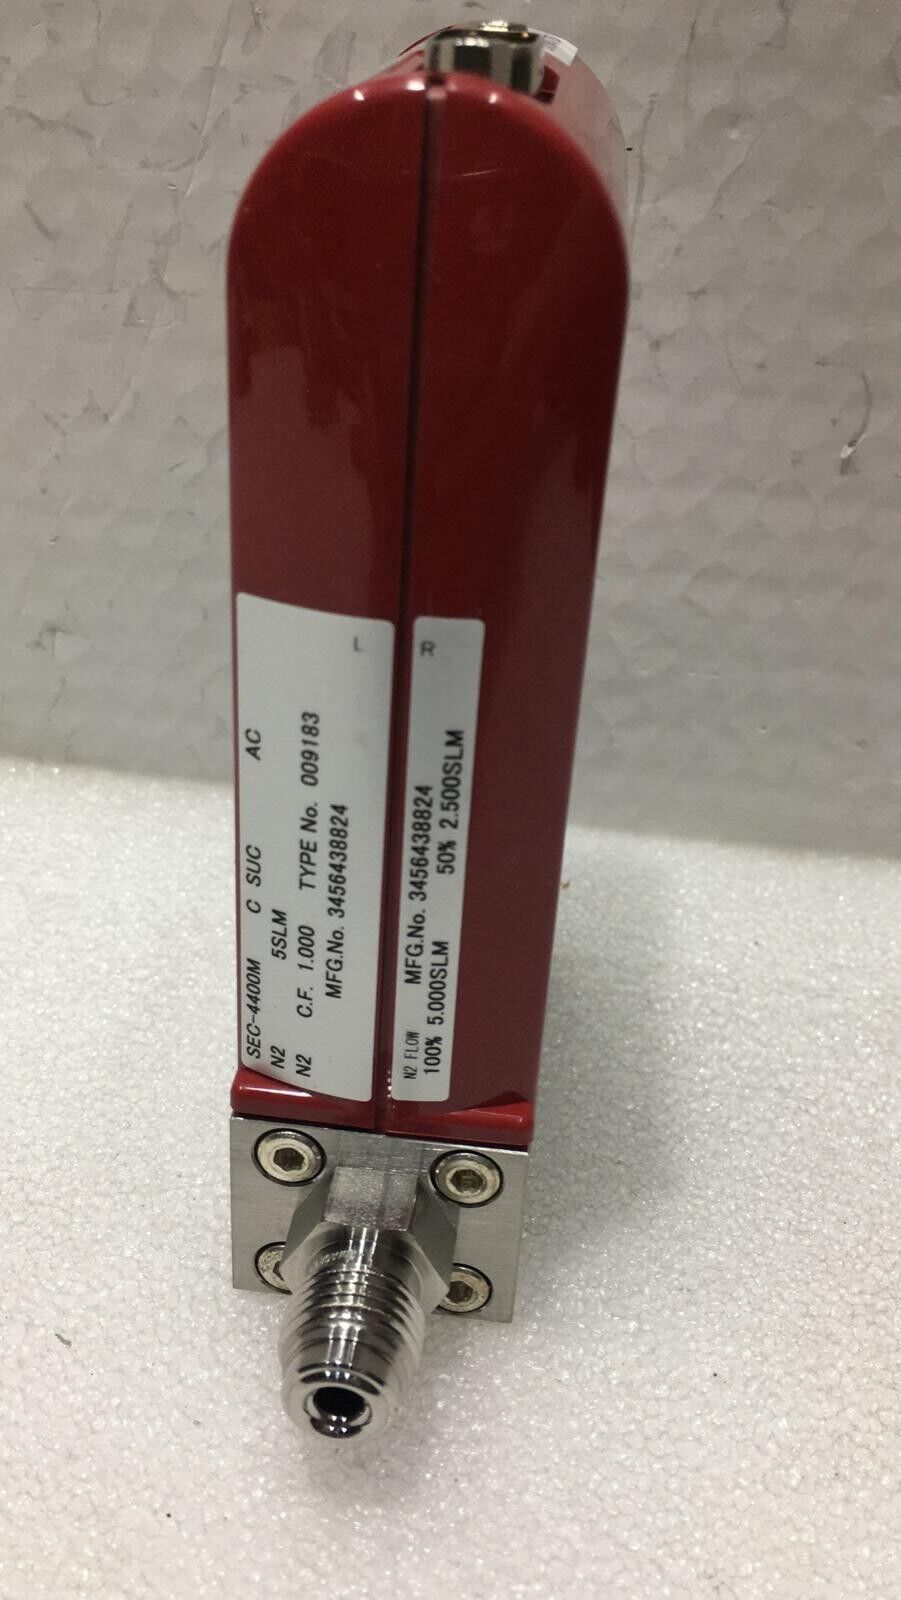 L
SEC-4400M C SUC AC
N2 5SLM
N2 C.F. 1.000 TYPE No. 009183
MFG.No. 3456438824
R
N2 FLOW MFG.No. 3456438824
100% 5.000SLM 50% 2.500SLM